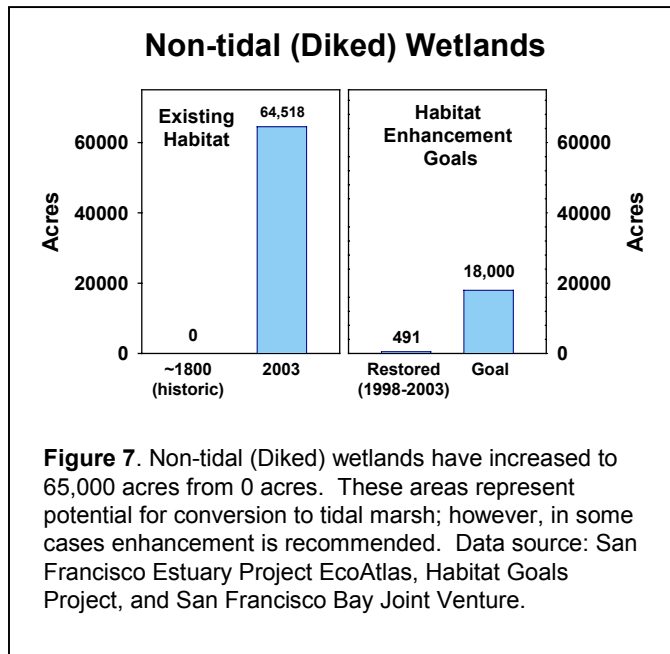 Non-tidal (Diked) Wetlands
Existing
Habitat
64,518
60000
40000
20000
0
Acres
0
~1800
(historic)
2003
Habitat
Enhancement
Goals
18,000
491
Restored
(1998-2003)
Goal
60000
40000
20000
0
Acres
Figure 7. Non-tidal (Diked) wetlands have increased to
65,000 acres from 0 acres. These areas represent
potential for conversion to tidal marsh; however, in some
cases enhancement is recommended. Data source: San
Francisco Estuary Project EcoAtlas, Habitat Goals
Project, and San Francisco Bay Joint Venture.